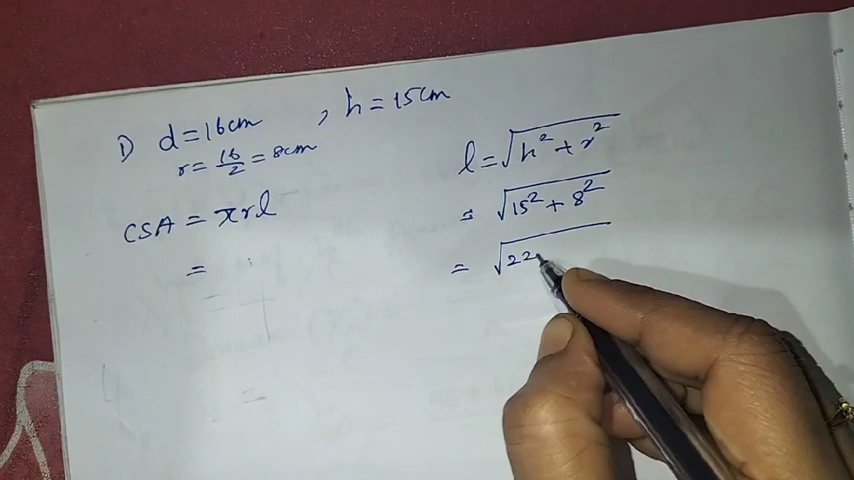 1) d = 16cm , h = 15cm
r = 16/2 = 8cm
CSA = πrl
=
l = √h² + r²
= √15² + 8²
= √22